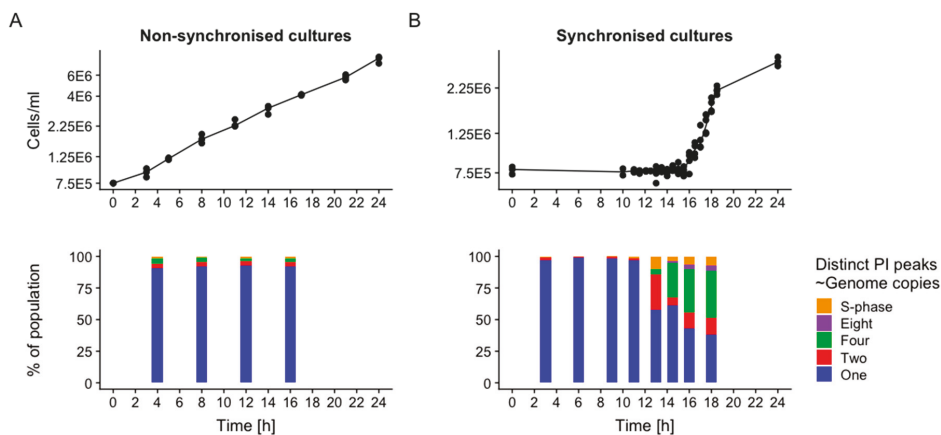 A
Non-synchronised cultures
Cells/ml
6E6
4E6
2.25E6
1.25E6
7.5E5
0 2 4 6 8 10 12 14 16 18 20 22 24
B
Synchronised cultures
2.25E6
1.25E6
7.5E5
0 2 4 6 8 10 12 14 16 18 20 22 24
% of population
100
75
50
25
0
0 2 4 6 8 10 12 14 16 18 20 22 24
Time [h]
100
75
50
25
0
0 2 4 6 8 10 12 14 16 18 20 22 24
Time [h]
Distinct PI peaks
~Genome copies
S-phase
Eight
Four
Two
One